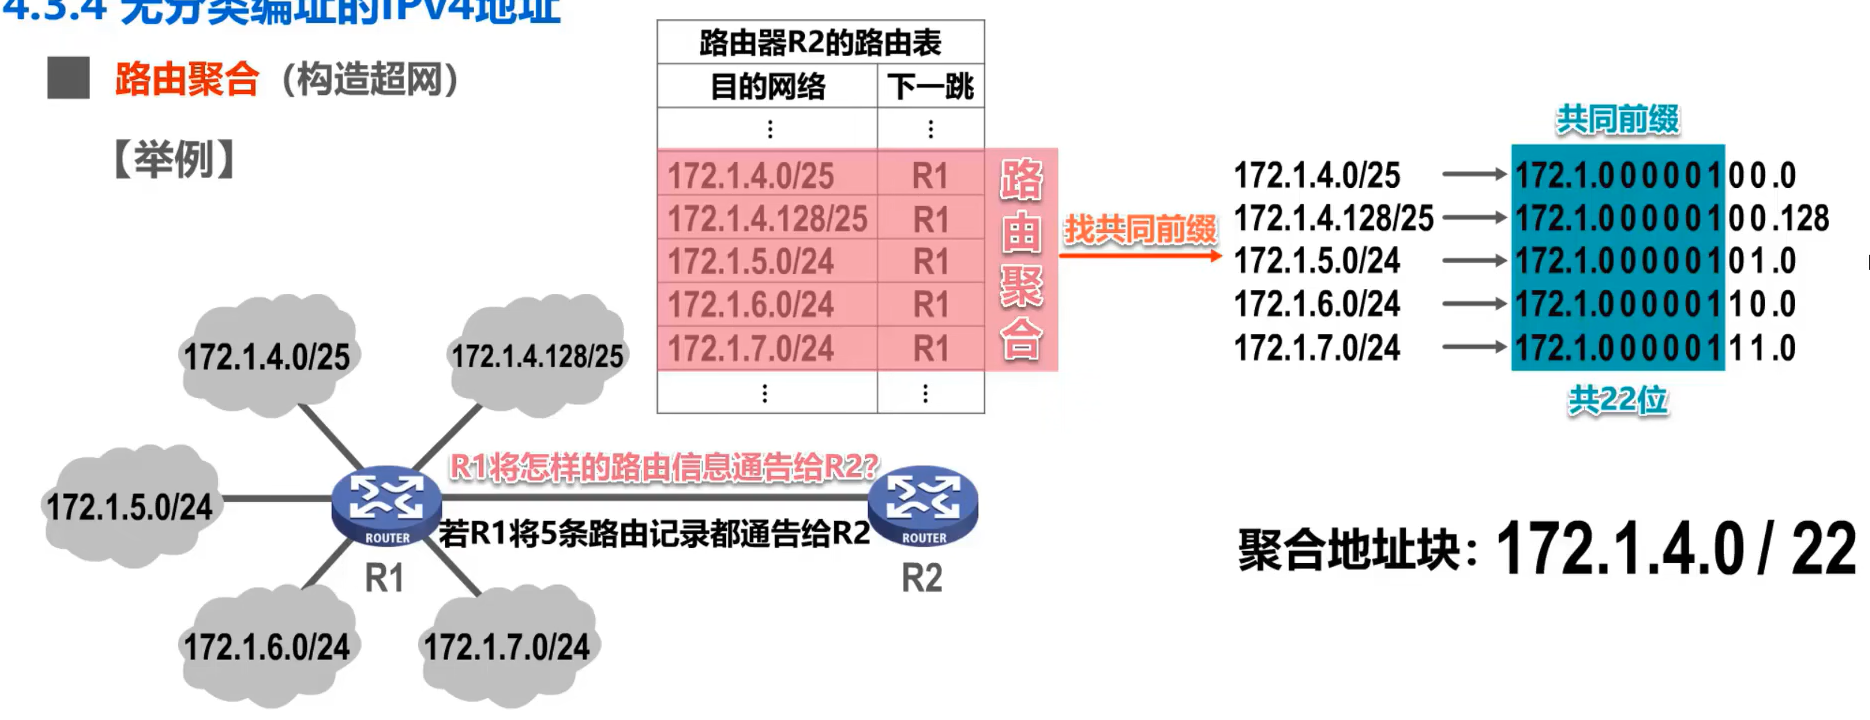 4.3.4 无分类编址的IPv4地址
路由聚合（构造超网）
【举例】
路由器R2的路由表
目的网络 下一跳
⋮ ⋮
172.1.4.0/25 R1
172.1.4.128/25 R1
172.1.5.0/24 R1
172.1.6.0/24 R1
172.1.7.0/24 R1
⋮ ⋮
路由聚合
找共同前缀
共同前缀
172.1.4.0/25 172.1.00000100.0
172.1.4.128/25 172.1.00000100.128
172.1.5.0/24 172.1.00000101.0
172.1.6.0/24 172.1.00000110.0
172.1.7.0/24 172.1.00000111.0
共22位
聚合地址块：172.1.4.0 / 22
172.1.4.0/25
172.1.4.128/25
172.1.5.0/24
172.1.6.0/24
172.1.7.0/24
R1将怎样的路由信息通告给R2？
若R1将5条路由记录都通告给R2
ROUTER
R1
ROUTER
R2